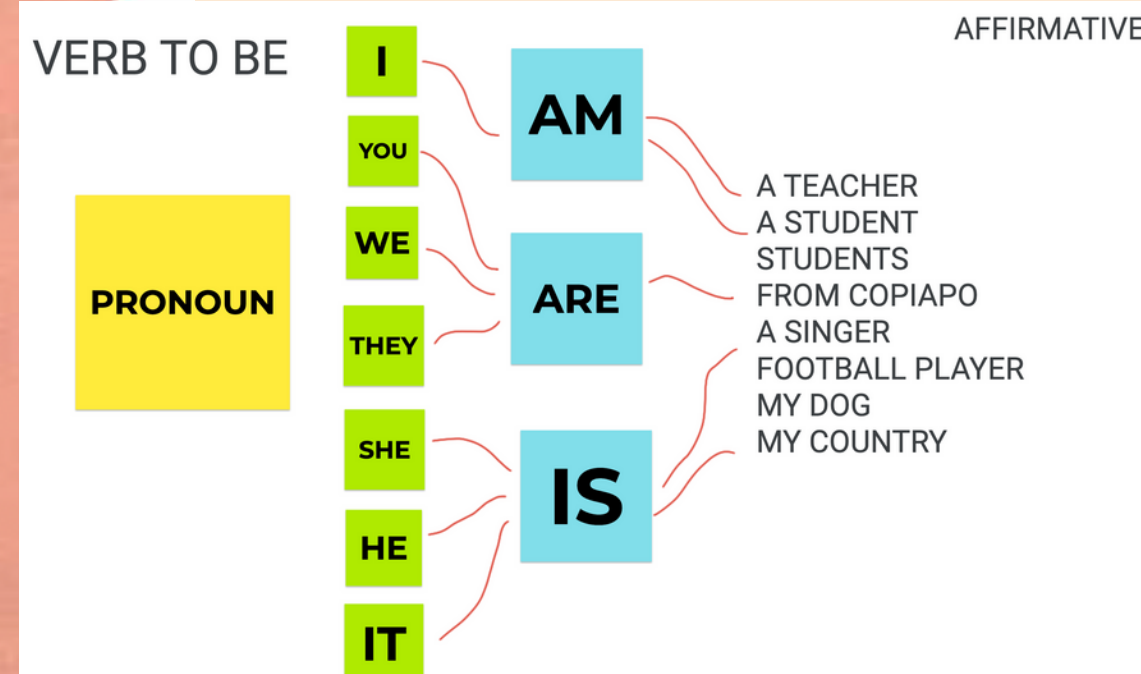 VERB TO BE
AFFIRMATIVE
PRONOUN
I
YOU
WE
THEY
SHE
HE
IT
AM
ARE
IS
A TEACHER
A STUDENT
STUDENTS
FROM COPIAPO
A SINGER
FOOTBALL PLAYER
MY DOG
MY COUNTRY